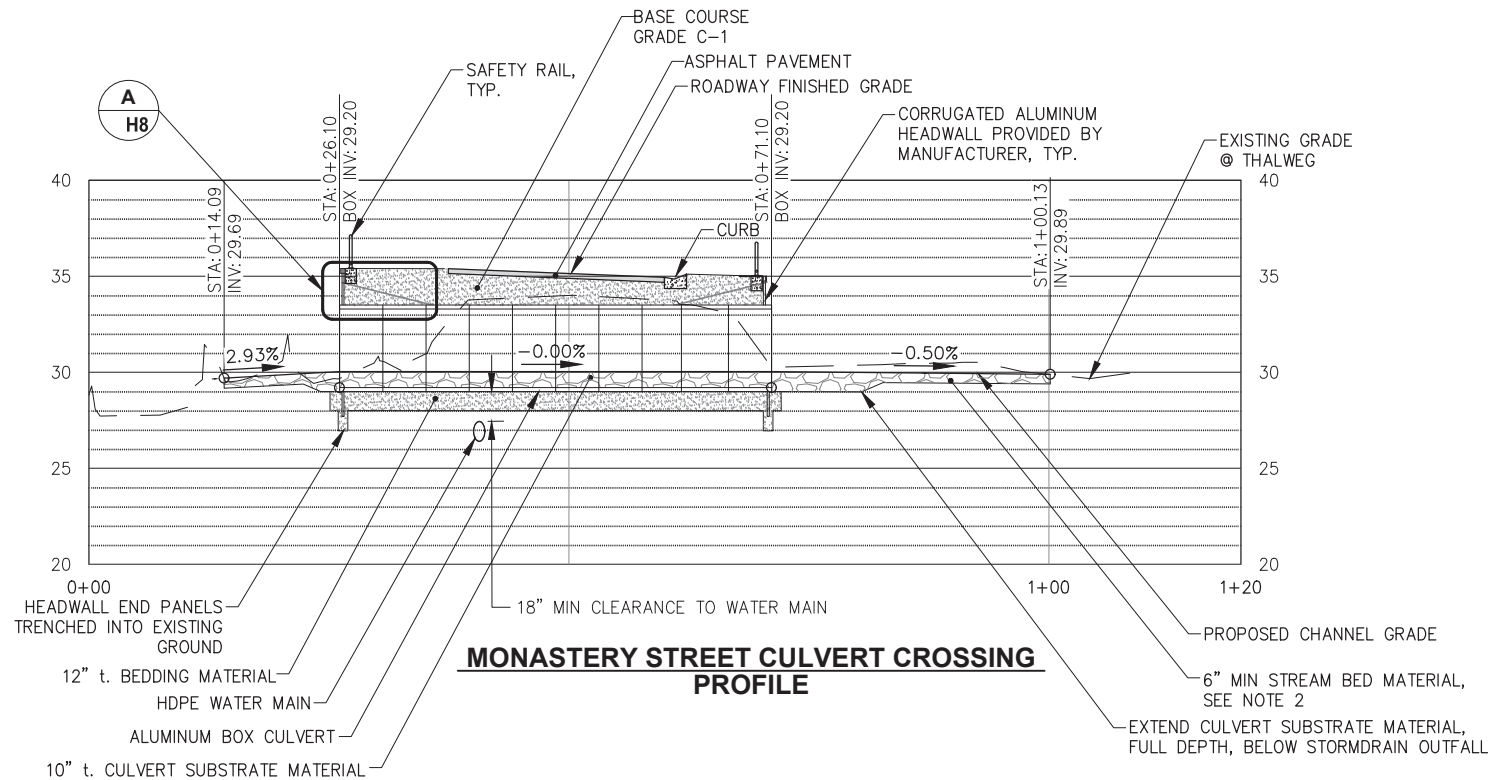 BASE COURSE
GRADE C-1
SAFETY RAIL,
TYP.
ASPHALT PAVEMENT
ROADWAY FINISHED GRADE
A
H8
CORRUGATED ALUMINUM
HEADWALL PROVIDED BY
MANUFACTURER, TYP.
EXISTING GRADE
@ THALWEG
STA: 0+14.09
INV: 29.69
STA: 0+26.10
BOX INV: 29.20
STA: 0+71.10
BOX INV: 29.20
STA: 1+00.13
INV: 29.89
40
40
CURB
35
35
2.93%
-0.00%
-0.50%
30
30
25
25
20
20
0+00
1+00
1+20
HEADWALL END PANELS
TRENCHED INTO EXISTING
GROUND
18" MIN CLEARANCE TO WATER MAIN
PROPOSED CHANNEL GRADE
MONASTERY STREET CULVERT CROSSING
PROFILE
12" t. BEDDING MATERIAL
6" MIN STREAM BED MATERIAL,
SEE NOTE 2
HDPE WATER MAIN
EXTEND CULVERT SUBSTRATE MATERIAL,
FULL DEPTH, BELOW STORMDRAIN OUTFALL
ALUMINUM BOX CULVERT
10" t. CULVERT SUBSTRATE MATERIAL